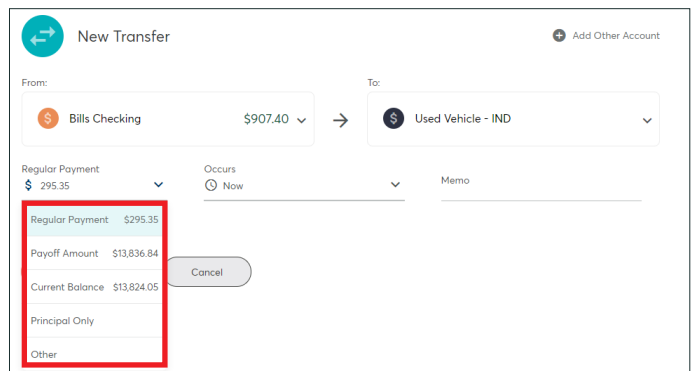 New Transfer
Add Other Account
From:
To:
$ Bills Checking $907.40
$ Used Vehicle - IND
Regular Payment
$ 295.35
Occurs
Now
Memo
Regular Payment $295.35
Payoff Amount $13,836.84
Current Balance $13,824.05
Principal Only
Other
Cancel